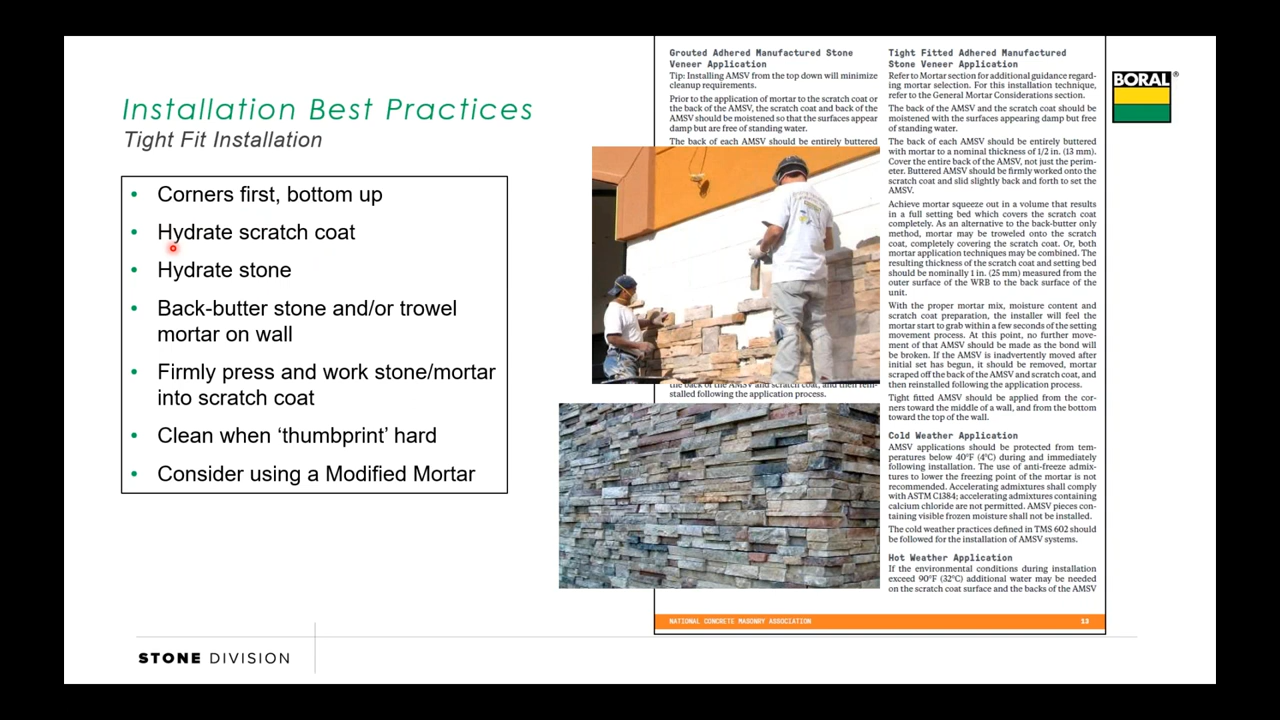 Installation Best Practices
Tight Fit Installation
• Corners first, bottom up
• Hydrate scratch coat
• Hydrate stone
• Back-butter stone and/or trowel
mortar on wall
• Firmly press and work stone/mortar
into scratch coat
• Clean when ‘thumbprint’ hard
• Consider using a Modified Mortar
Grouted Adhered Manufactured Stone
Veneer Application
Tip: Installing AMSV from the top down will minimize
cleanup requirements.
Prior to the application of mortar to the scratch coat or
the back of the AMSV, the scratch coat and back of the
AMSV should be moistened so that the surfaces appear
damp but are free of standing water.
The back of each AMSV should be entirely buttered
the back of the AMSV and scratch coat, and then rein-
stalled following the application process.
Tight Fitted Adhered Manufactured
Stone Veneer Application
Refer to Mortar section for additional guidance regard-
ing mortar selection. For this installation technique,
refer to the General Mortar Considerations section.
The back of the AMSV and the scratch coat should be
moistened with the surfaces appearing damp but free
of standing water.
The back of each AMSV should be entirely buttered
with mortar to a nominal thickness of 1/2 in. (13 mm).
Cover the entire back of the AMSV, not just the perim-
eter. Buttered AMSV should be firmly worked onto the
scratch coat and slid slightly back and forth to set the
AMSV.
Achieve mortar squeeze out in a volume that results
in a full setting bed which covers the scratch coat
completely. As an alternative to the back-butter only
method, mortar may be troweled onto the scratch
coat, completely covering the scratch coat. Or, both
mortar application techniques may be combined. The
resulting thickness of the scratch coat and setting bed
should be nominally 1 in. (25 mm) measured from the
outer surface of the WRB to the back surface of the
unit.
With the proper mortar mix, moisture content and
scratch coat preparation, the installer will feel the
mortar start to grab within a few seconds of the setting
movement process. At this point, no further move-
ment of that AMSV should be made as the bond will
be broken. If the AMSV is inadvertently moved after
initial set has begun, it should be removed, mortar
scraped off the back of the AMSV and scratch coat, and
then reinstalled following the application process.
Tight fitted AMSV should be applied from the cor-
ners toward the middle of a wall, and from the bottom
toward the top of the wall.
Cold Weather Application
AMSV applications should be protected from tem-
peratures below 40°F (4°C) during and immediately
following installation. The use of anti-freeze admix-
tures to lower the freezing point of the mortar is not
recommended. Accelerating admixtures shall comply
with ASTM C1384; accelerating admixtures containing
calcium chloride are not permitted. AMSV pieces con-
taining visible frozen moisture shall not be installed.
The cold weather practices defined in TMS 602 should
be followed for the installation of AMSV systems.
Hot Weather Application
If the environmental conditions during installation
exceed 90°F (32°C) additional water may be needed
on the scratch coat surface and the backs of the AMSV
NATIONAL CONCRETE MASONRY ASSOCIATION 13
BORAL®
STONE DIVISION